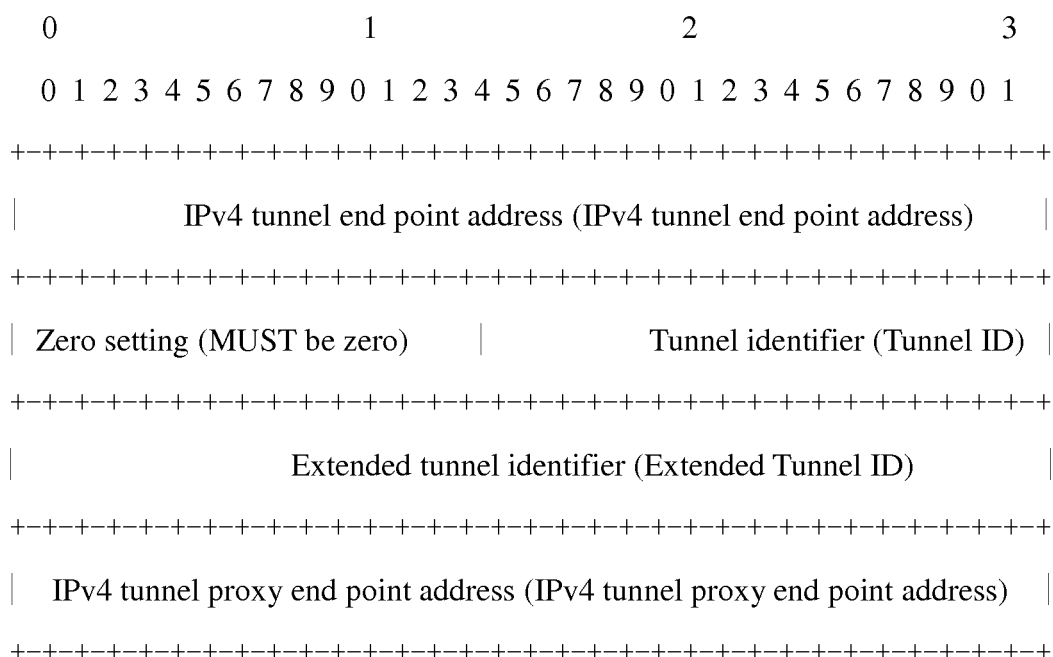 0 1 2 3
0 1 2 3 4 5 6 7 8 9 0 1 2 3 4 5 6 7 8 9 0 1 2 3 4 5 6 7 8 9 0 1
+-+-+-+-+-+-+-+-+-+-+-+-+-+-+-+-+-+-+-+-+-+-+-+-+-+-+-+-+-+-+-+-+
| IPv4 tunnel end point address (IPv4 tunnel end point address) |
+-+-+-+-+-+-+-+-+-+-+-+-+-+-+-+-+-+-+-+-+-+-+-+-+-+-+-+-+-+-+-+-+
| Zero setting (MUST be zero) | Tunnel identifier (Tunnel ID) |
+-+-+-+-+-+-+-+-+-+-+-+-+-+-+-+-+-+-+-+-+-+-+-+-+-+-+-+-+-+-+-+-+
| Extended tunnel identifier (Extended Tunnel ID) |
+-+-+-+-+-+-+-+-+-+-+-+-+-+-+-+-+-+-+-+-+-+-+-+-+-+-+-+-+-+-+-+-+
| IPv4 tunnel proxy end point address (IPv4 tunnel proxy end point address) |
+-+-+-+-+-+-+-+-+-+-+-+-+-+-+-+-+-+-+-+-+-+-+-+-+-+-+-+-+-+-+-+-+